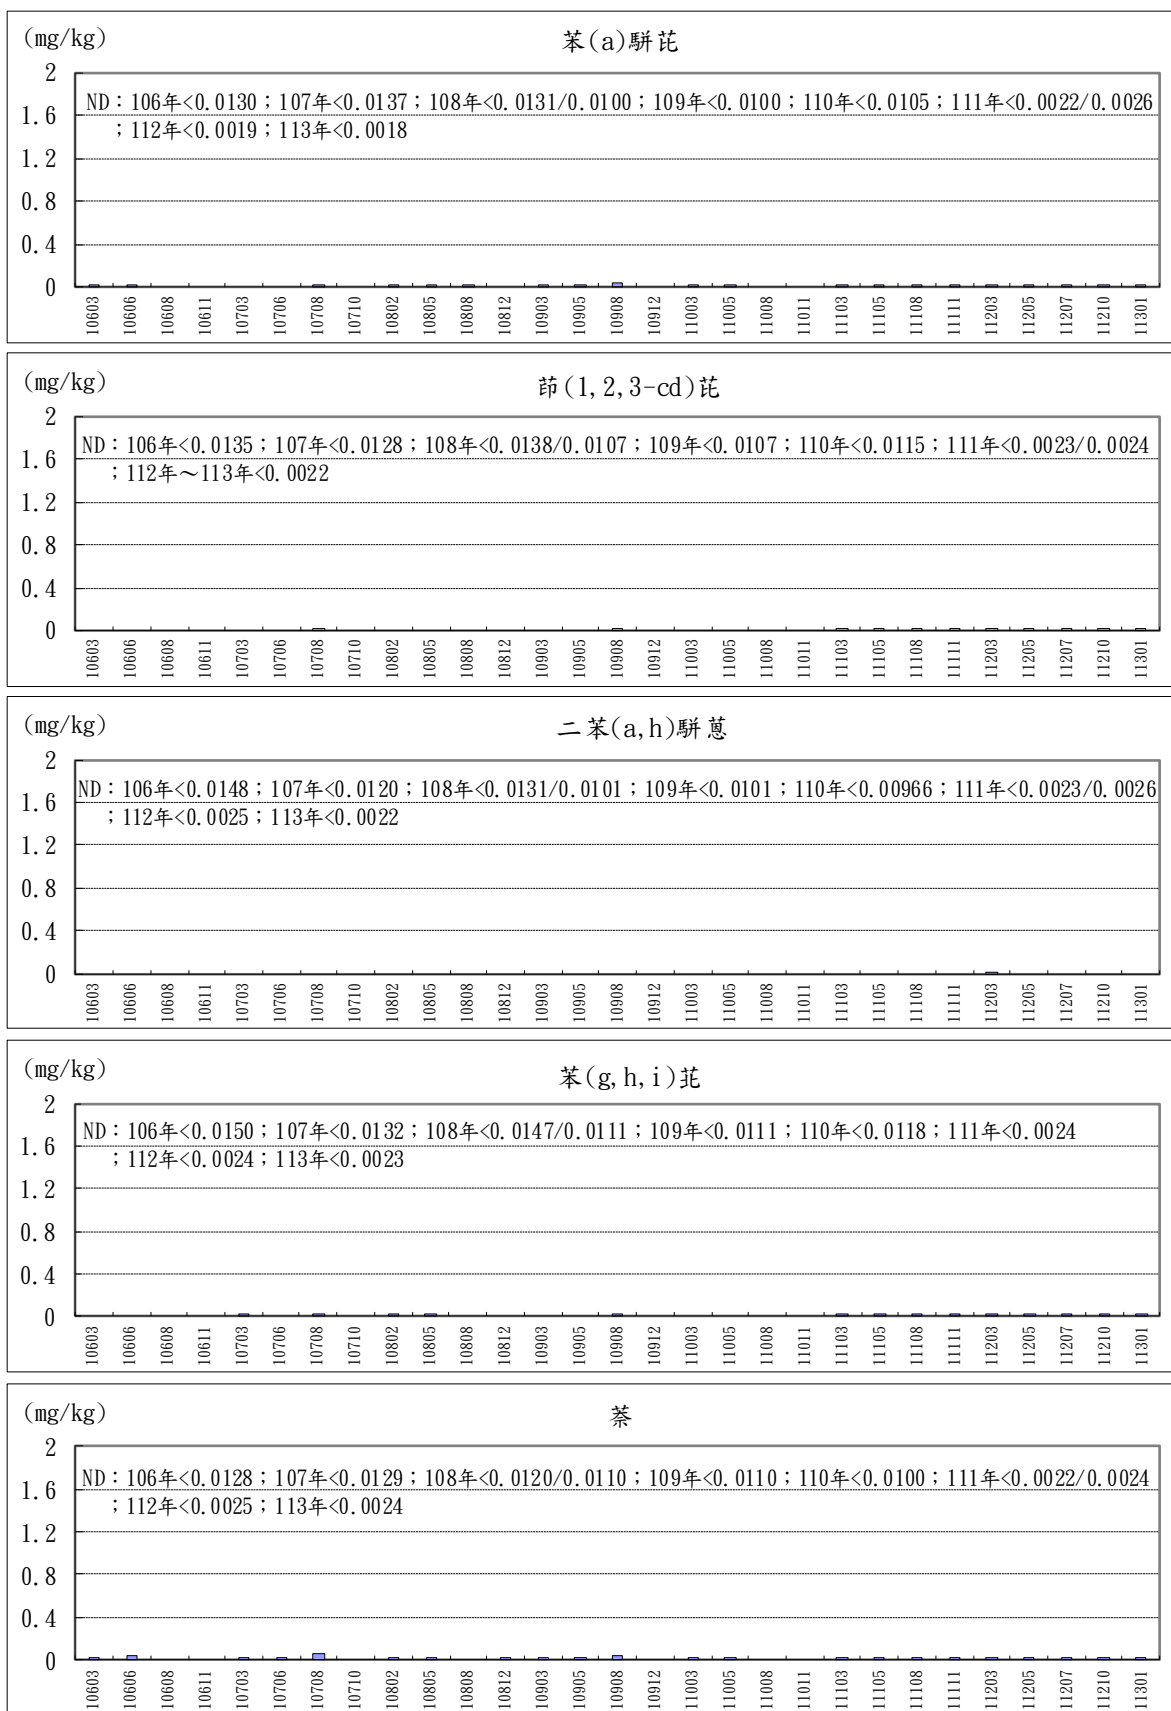 (mg/kg)
苯(a)駢芘
2
ND：106年<0.0130；107年<0.0137；108年<0.0131/0.0100；109年<0.0100；110年<0.0105；111年<0.0022/0.0026
1.6
；112年<0.0019；113年<0.0018
1.2
0.8
0.4
0
10603 10606 10608 10611 10703 10706 10708 10710 10802 10805 10808 10812 10903 10905 10908 10912 11003 11005 11008 11011 11103 11105 11108 11111 11203 11205 11207 11210 11301
(mg/kg)
茚(1,2,3-cd)芘
2
ND：106年<0.0135；107年<0.0128；108年<0.0138/0.0107；109年<0.0107；110年<0.0115；111年<0.0023/0.0024
1.6
；112年～113年<0.0022
1.2
0.8
0.4
0
10603 10606 10608 10611 10703 10706 10708 10710 10802 10805 10808 10812 10903 10905 10908 10912 11003 11005 11008 11011 11103 11105 11108 11111 11203 11205 11207 11210 11301
(mg/kg)
二苯(a,h)駢蒽
2
ND：106年<0.0148；107年<0.0120；108年<0.0131/0.0101；109年<0.0101；110年<0.00966；111年<0.0023/0.0026
1.6
；112年<0.0025；113年<0.0022
1.2
0.8
0.4
0
10603 10606 10608 10611 10703 10706 10708 10710 10802 10805 10808 10812 10903 10905 10908 10912 11003 11005 11008 11011 11103 11105 11108 11111 11203 11205 11207 11210 11301
(mg/kg)
苯(g,h,i)芘
2
ND：106年<0.0150；107年<0.0132；108年<0.0147/0.0111；109年<0.0111；110年<0.0118；111年<0.0024
1.6
；112年<0.0024；113年<0.0023
1.2
0.8
0.4
0
10603 10606 10608 10611 10703 10706 10708 10710 10802 10805 10808 10812 10903 10905 10908 10912 11003 11005 11008 11011 11103 11105 11108 11111 11203 11205 11207 11210 11301
(mg/kg)
萘
2
ND：106年<0.0128；107年<0.0129；108年<0.0120/0.0110；109年<0.0110；110年<0.0100；111年<0.0022/0.0024
1.6
；112年<0.0025；113年<0.0024
1.2
0.8
0.4
0
10603 10606 10608 10611 10703 10706 10708 10710 10802 10805 10808 10812 10903 10905 10908 10912 11003 11005 11008 11011 11103 11105 11108 11111 11203 11205 11207 11210 11301